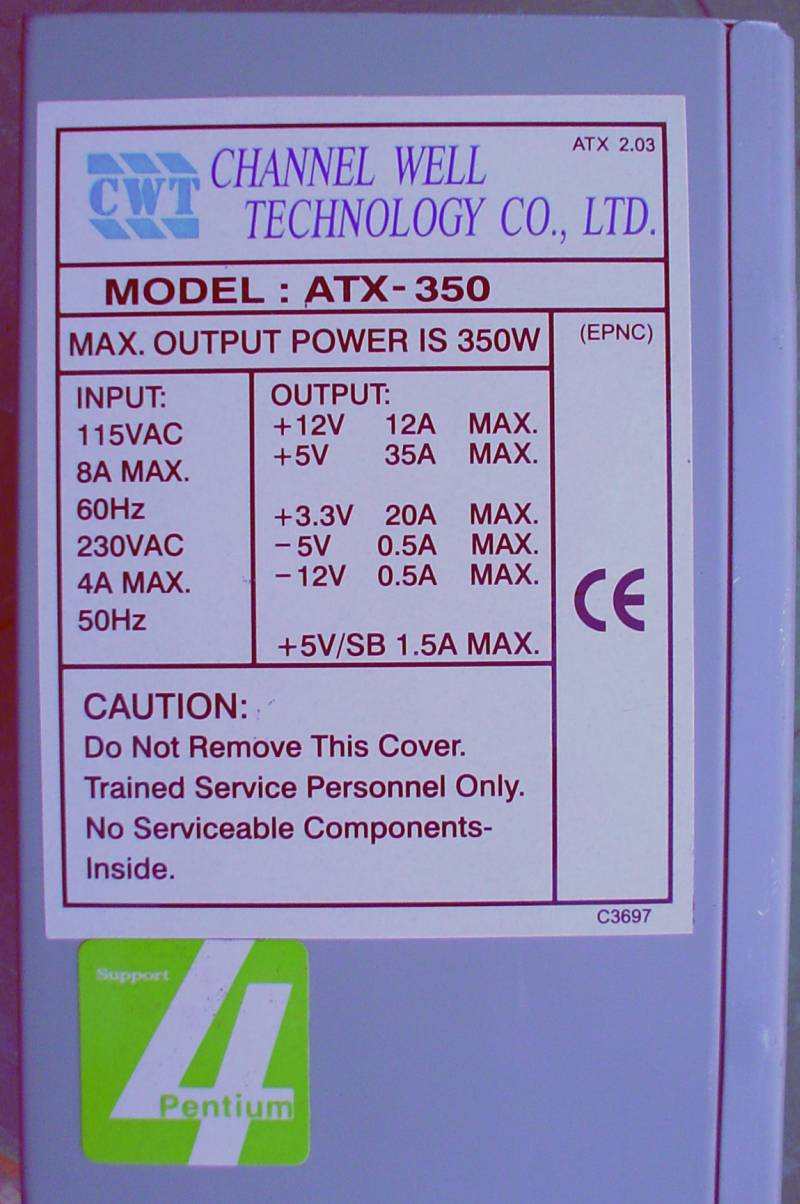 ATX 2.03
CWT
CHANNEL WELL
TECHNOLOGY CO., LTD.
MODEL : ATX-350
MAX. OUTPUT POWER IS 350W
(EPNC)
INPUT:
115VAC
8A MAX.
60Hz
230VAC
4A MAX.
50Hz
OUTPUT:
+12V 12A MAX.
+5V 35A MAX.
+3.3V 20A MAX.
-5V 0.5A MAX.
-12V 0.5A MAX.
+5V/SB 1.5A MAX.
CE
CAUTION:
Do Not Remove This Cover.
Trained Service Personnel Only.
No Serviceable Components-
Inside.
C3697
Support
4
Pentium